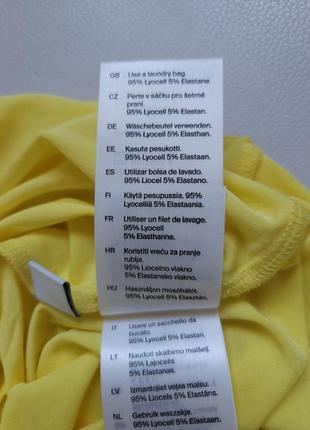 GB Use a laundry bag.
95% Lyocell 5% Elastane.
CZ Perte v sáčku pro šetrné
praní.
95% Lyocell 5% Elastan.
DE Wäschebeutel verwenden.
95% Lyocell 5% Elasthan.
EE Kasuta pesukotti.
95% Lyocell 5% Elastaan.
ES Utilizar bolsa de lavado.
95% Liocel 5% Elastano.
FI Käytä pesupussia. 95%
Lyocelliä 5% Elastaania.
FR Utiliser un filet de lavage.
95% Lyocell
5% Elasthanne.
HR Koristiti vreću za pranje
rublja.
95% Liocelno vlakno
5% Elastansko vlakno
HU Használjon mosóhálót.
95% Lyocell 5% Elasztán.
IT Usare un sacchetto da
bucato.
95% Lyocell 5% Elastan.
LT Naudoti skalbimo maišelį.
95% Lajocelis
5% Elastanas.
LV Izmantojiet veļas maisu.
95% Liocels 5% Elastāns.
NL Gebruik waszakje.
95% Lyocell 5% Elastaan.